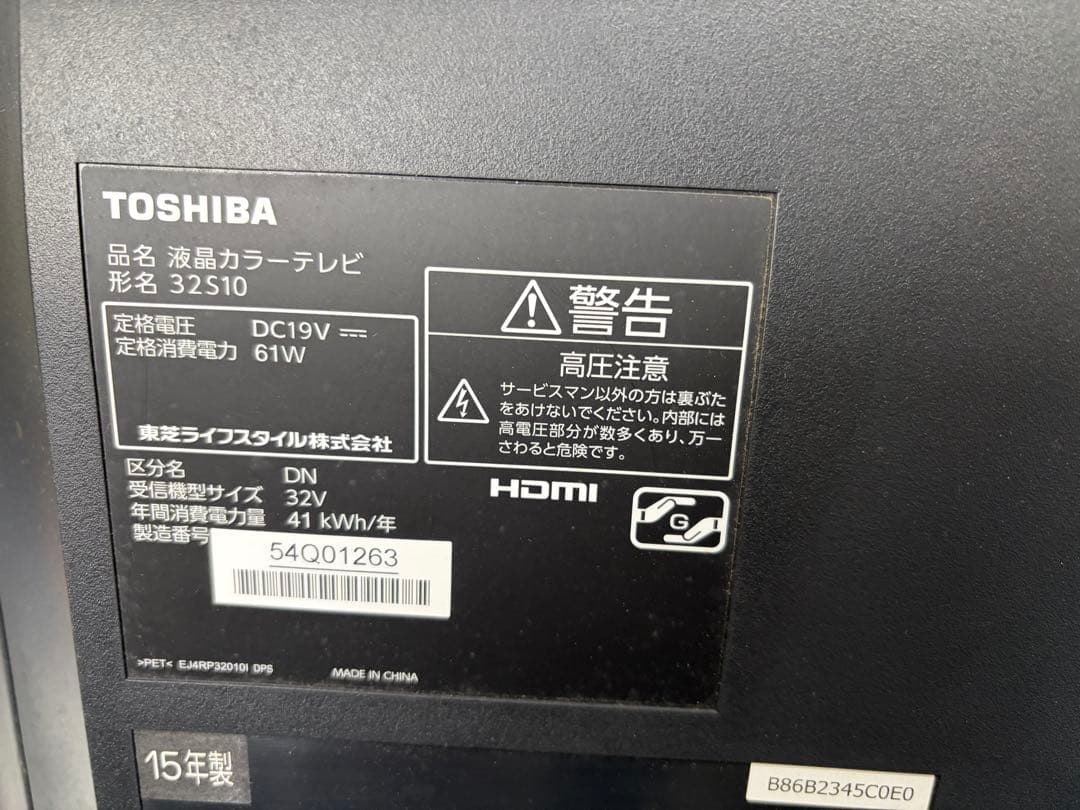 TOSHIBA
品名 液晶カラーテレビ
形名 32S10
定格電圧 DC19V ⎓
定格消費電力 61W
東芝ライフスタイル株式会社
警告
高圧注意
サービスマン以外の方は裏ぶた
をあけないでください。内部には
高電圧部分が数多くあり、万一
さわると危険です。
区分名 DN
受信機型サイズ 32V
年間消費電力量 41 kWh/年
製造番号
54Q01263
HDMI
G
>PET< EJ4RP32010I DPS
MADE IN CHINA
15年製
B86B2345C0E0